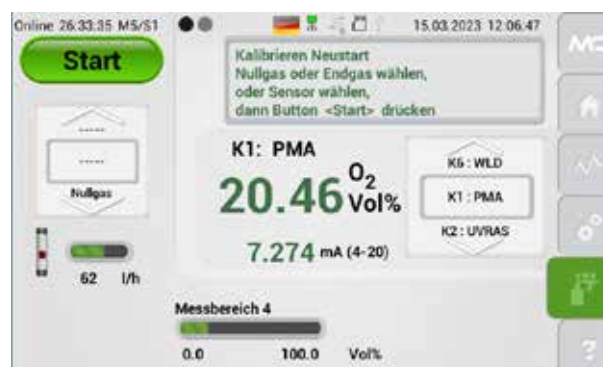 Online 26:33:35 M5/S1
15.03.2023 12:06:47
Start
Kalibrieren Neustart
Nullgas oder Endgas wählen,
oder Sensor wählen,
dann Button <Start> drücken
-----
-----
Nullgas
62 l/h
K1: PMA
20.46 O2 Vol%
7.274 mA (4-20)
K6 : WLD
K1 : PMA
K2 : UVRAS
Messbereich 4
0.0 100.0 Vol%
?